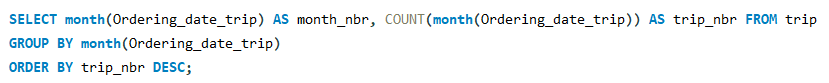 SELECT month(Ordering_date_trip) AS month_nbr, COUNT(month(Ordering_date_trip)) AS trip_nbr FROM trip
GROUP BY month(Ordering_date_trip)
ORDER BY trip_nbr DESC;